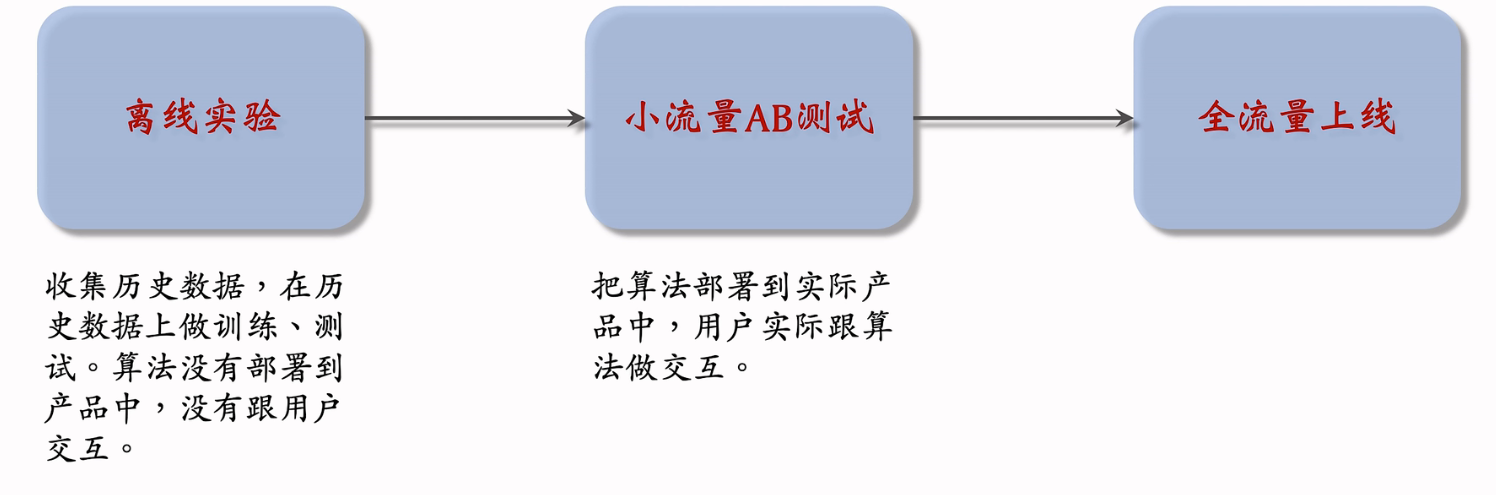 离线实验
小流量AB测试
全流量上线
收集历史数据，在历
史数据上做训练、测
试。算法没有部署到
产品中，没有跟用户
交互。
把算法部署到实际产
品中，用户实际跟算
法做交互。